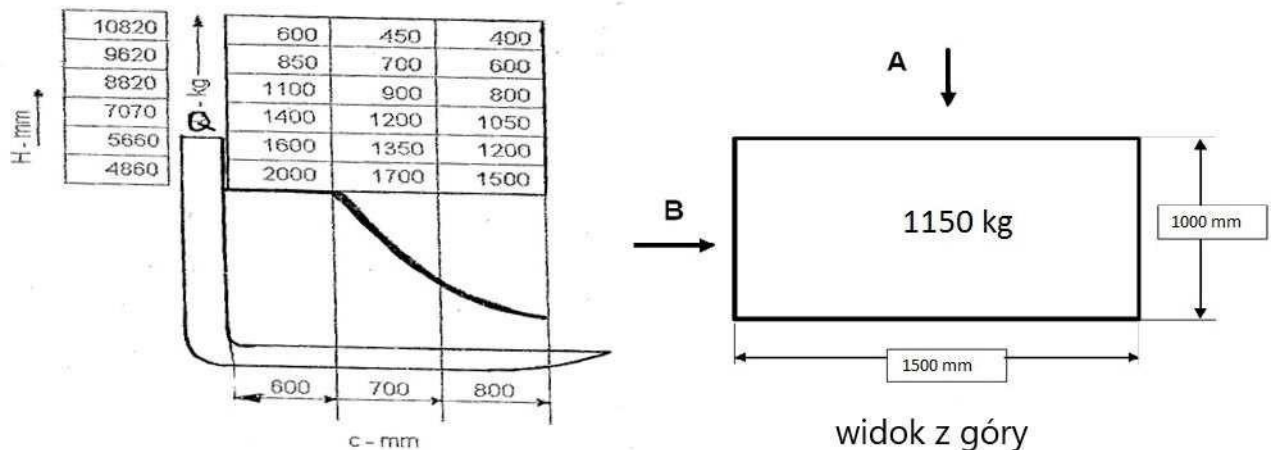 10820 600 450 400
9620 850 700 600
8820 1100 900 800
7070 1400 1200 1050
5660 1600 1350 1200
4860 2000 1700 1500
H - mm
Q - kg
600 700 800
c - mm
A
B
1150 kg
1000 mm
1500 mm
widok z góry